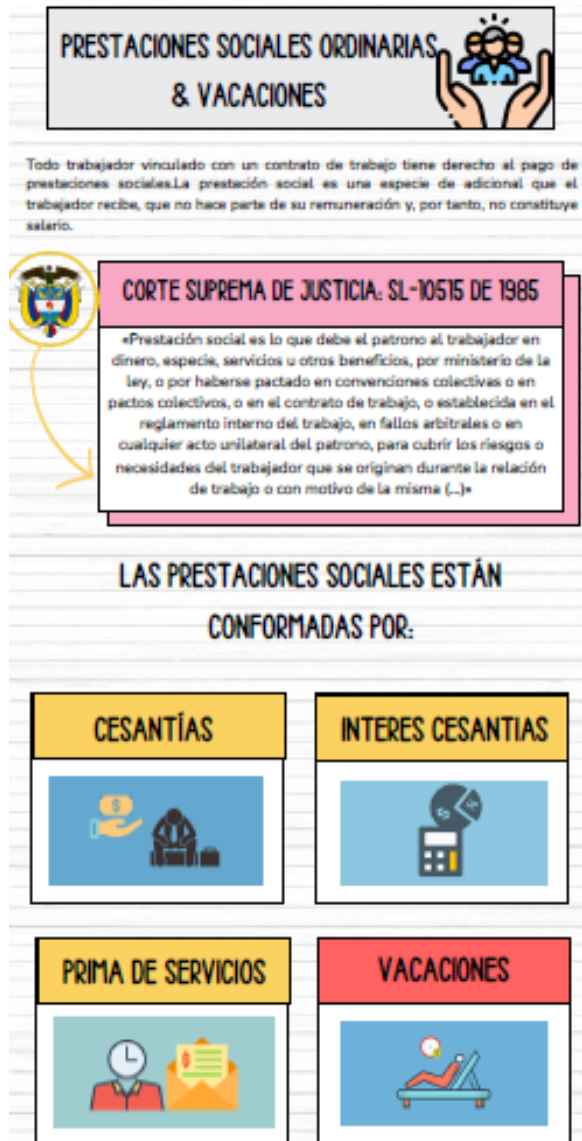 PRESTACIONES SOCIALES ORDINARIAS
& VACACIONES
Todo trabajador vinculado con un contrato de trabajo tiene derecho al pago de
prestaciones sociales.La prestación social es una especie de adicional que el
trabajador recibe, que no hace parte de su remuneración y, por tanto, no constituye
salario.
CORTE SUPREMA DE JUSTICIA: SL-10515 DE 1985
«Prestación social es lo que debe el patrono al trabajador en
dinero, especie, servicios u otros beneficios, por ministerio de la
ley, o por haberse pactado en convenciones colectivas o en
pactos colectivos, o en el contrato de trabajo, o establecida en el
reglamento interno del trabajo, en fallos arbitrales o en
cualquier acto unilateral del patrono, para cubrir los riesgos o
necesidades del trabajador que se originan durante la relación
de trabajo o con motivo de la misma (...)»
LAS PRESTACIONES SOCIALES ESTÁN
CONFORMADAS POR:
CESANTÍAS
INTERES CESANTIAS
PRIMA DE SERVICIOS
VACACIONES